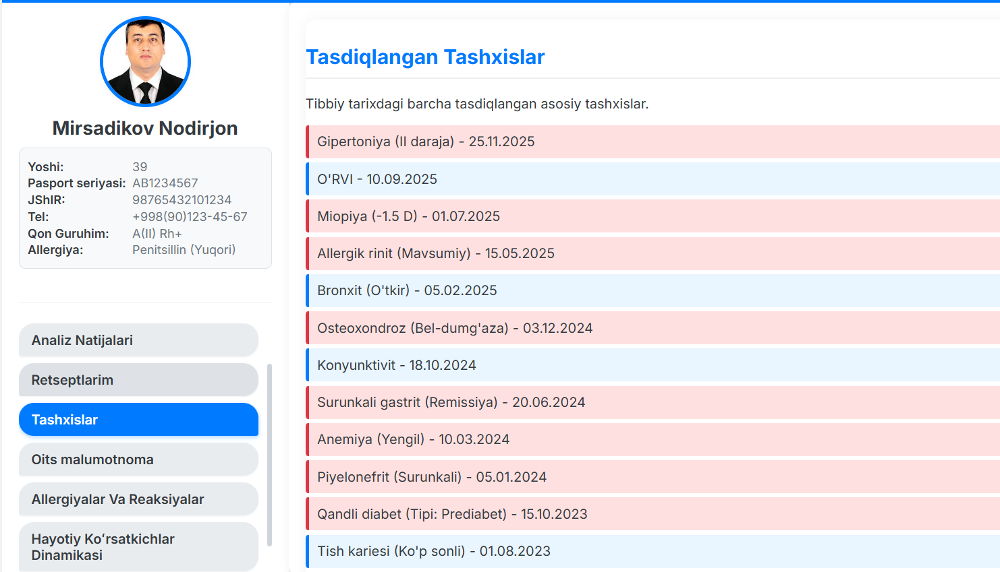 Mirsadikov Nodirjon
Yoshi: 39
Pasport seriyasi: AB1234567
JShIR: 98765432101234
Tel: +998(90)123-45-67
Qon Guruhim: A(II) Rh+
Allergiya: Penitsillin (Yuqori)
Analiz Natijalari
Retseptlarim
Tashxislar
Oits malumotnoma
Allergiyalar Va Reaksiyalar
Hayotiy Koʻrsatkichlar
Dinamikasi
Tasdiqlangan Tashxislar
Tibbiy tarixdagi barcha tasdiqlangan asosiy tashxislar.
Gipertoniya (II daraja) - 25.11.2025
O'RVI - 10.09.2025
Miopiya (-1.5 D) - 01.07.2025
Allergik rinit (Mavsumiy) - 15.05.2025
Bronxit (O'tkir) - 05.02.2025
Osteoxondroz (Bel-dumg'aza) - 03.12.2024
Konyunktivit - 18.10.2024
Surunkali gastrit (Remissiya) - 20.06.2024
Anemiya (Yengil) - 10.03.2024
Piyelonefrit (Surunkali) - 05.01.2024
Qandli diabet (Tipi: Prediabet) - 15.10.2023
Tish kariesi (Ko'p sonli) - 01.08.2023